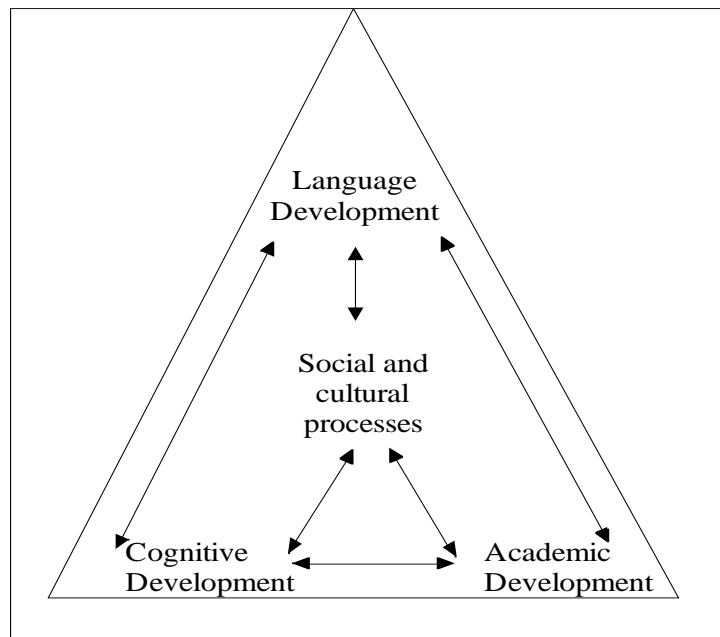 Language
Development
Social and
cultural
processes
Cognitive
Development
Academic
Development